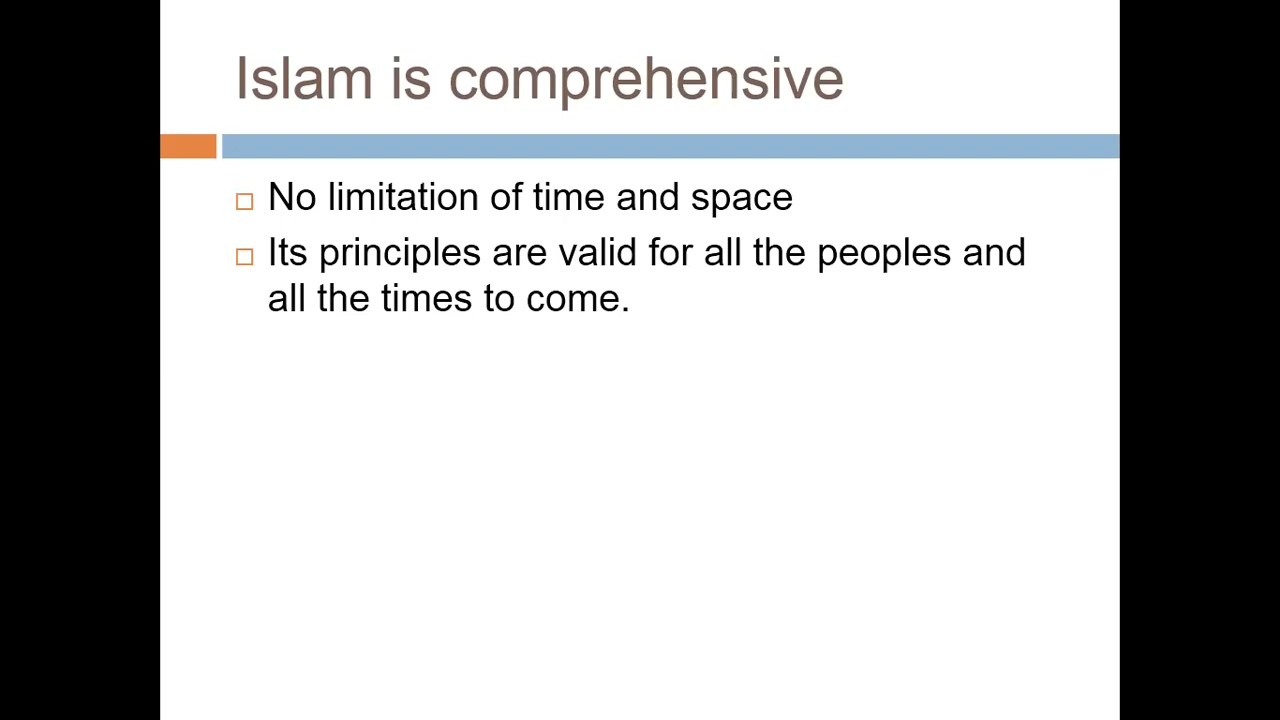 Islam is comprehensive
No limitation of time and space
Its principles are valid for all the peoples and
all the times to come.